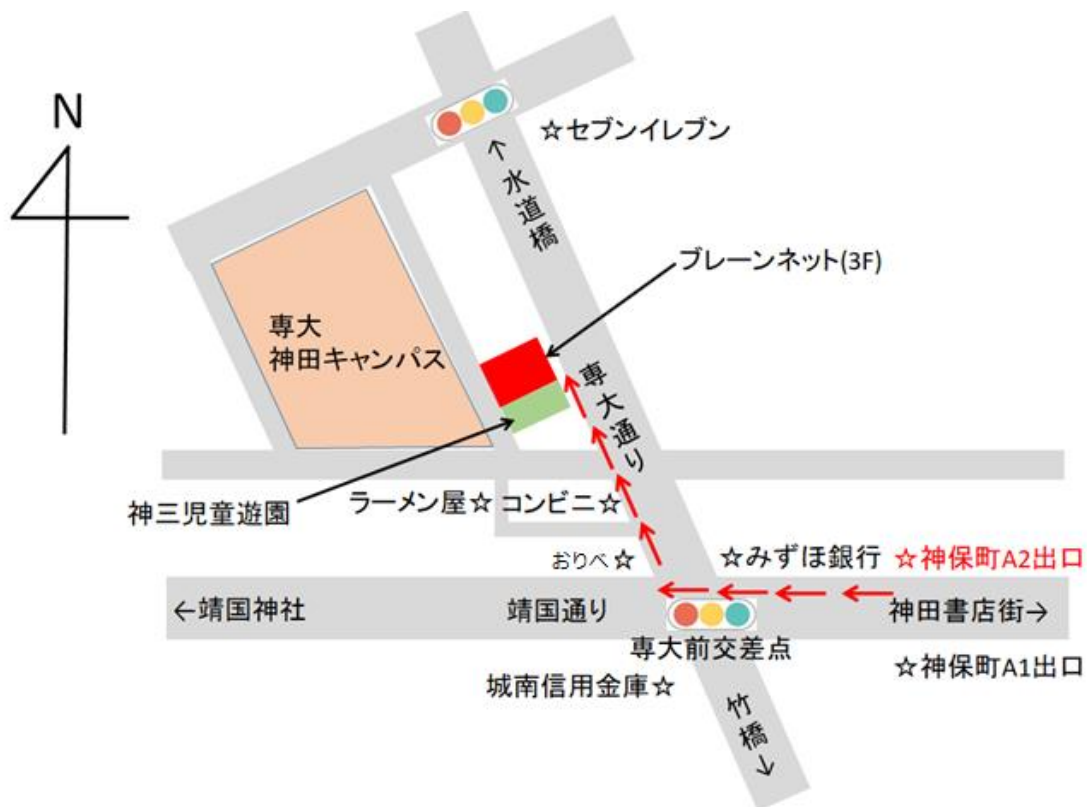 N
☆セブンイレブン
↑水道橋
ブレーンネット(3F)
専大
神田キャンパス
専大通り
神三児童遊園
ラーメン屋☆
コンビニ☆
おりべ☆
☆みずほ銀行
☆神保町A2出口
←靖国神社
靖国通り
神田書店街→
専大前交差点
☆神保町A1出口
城南信用金庫☆
竹橋↓